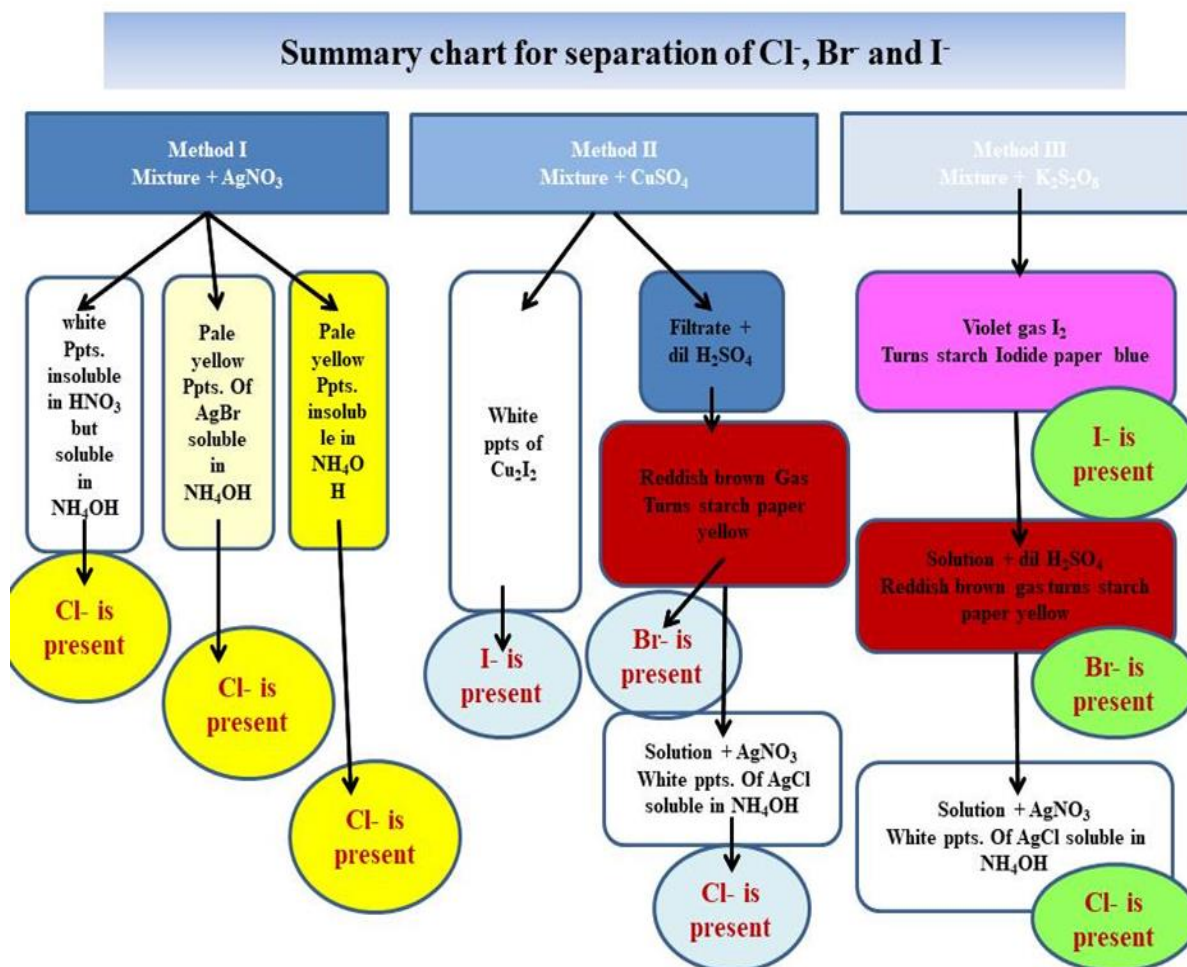 Summary chart for separation of Cl⁻, Br⁻ and I⁻
Method I
Mixture + AgNO₃
white
Ppts.
insoluble
in HNO₃
but
soluble
in
NH₄OH
Cl- is
present
Pale
yellow
Ppts. Of
AgBr
soluble
in
NH₄OH
Cl- is
present
Pale
yellow
Ppts.
insolub
le in
NH₄O
H
Cl- is
present
Method II
Mixture + CuSO₄
White
ppts of
Cu₂I₂
I- is
present
Filtrate +
dil H₂SO₄
Reddish brown Gas
Turns starch paper
yellow
Br- is
present
Solution + AgNO₃
White ppts. Of AgCl
soluble in NH₄OH
Cl- is
present
Method III
Mixture + K₂S₂O₈
Violet gas I₂
Turns starch Iodide paper blue
I- is
present
Solution + dil H₂SO₄
Reddish brown gas turns starch
paper yellow
Br- is
present
Solution + AgNO₃
White ppts. Of AgCl soluble in
NH₄OH
Cl- is
present